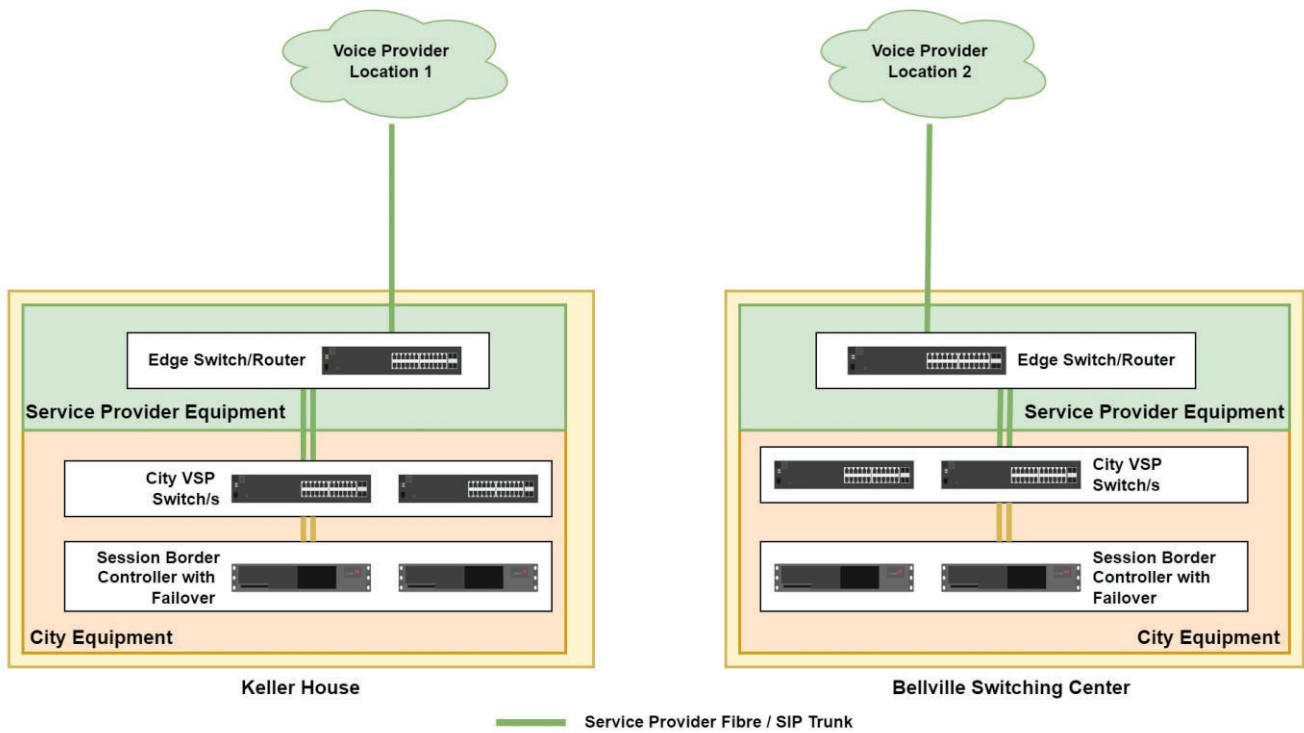 Voice Provider
Location 1
Voice Provider
Location 2
Edge Switch/Router
Service Provider Equipment
City VSP
Switch/s
Session Border
Controller with
Failover
City Equipment
Keller House
Edge Switch/Router
Service Provider Equipment
City VSP
Switch/s
Session Border
Controller with
Failover
City Equipment
Bellville Switching Center
Service Provider Fibre / SIP Trunk